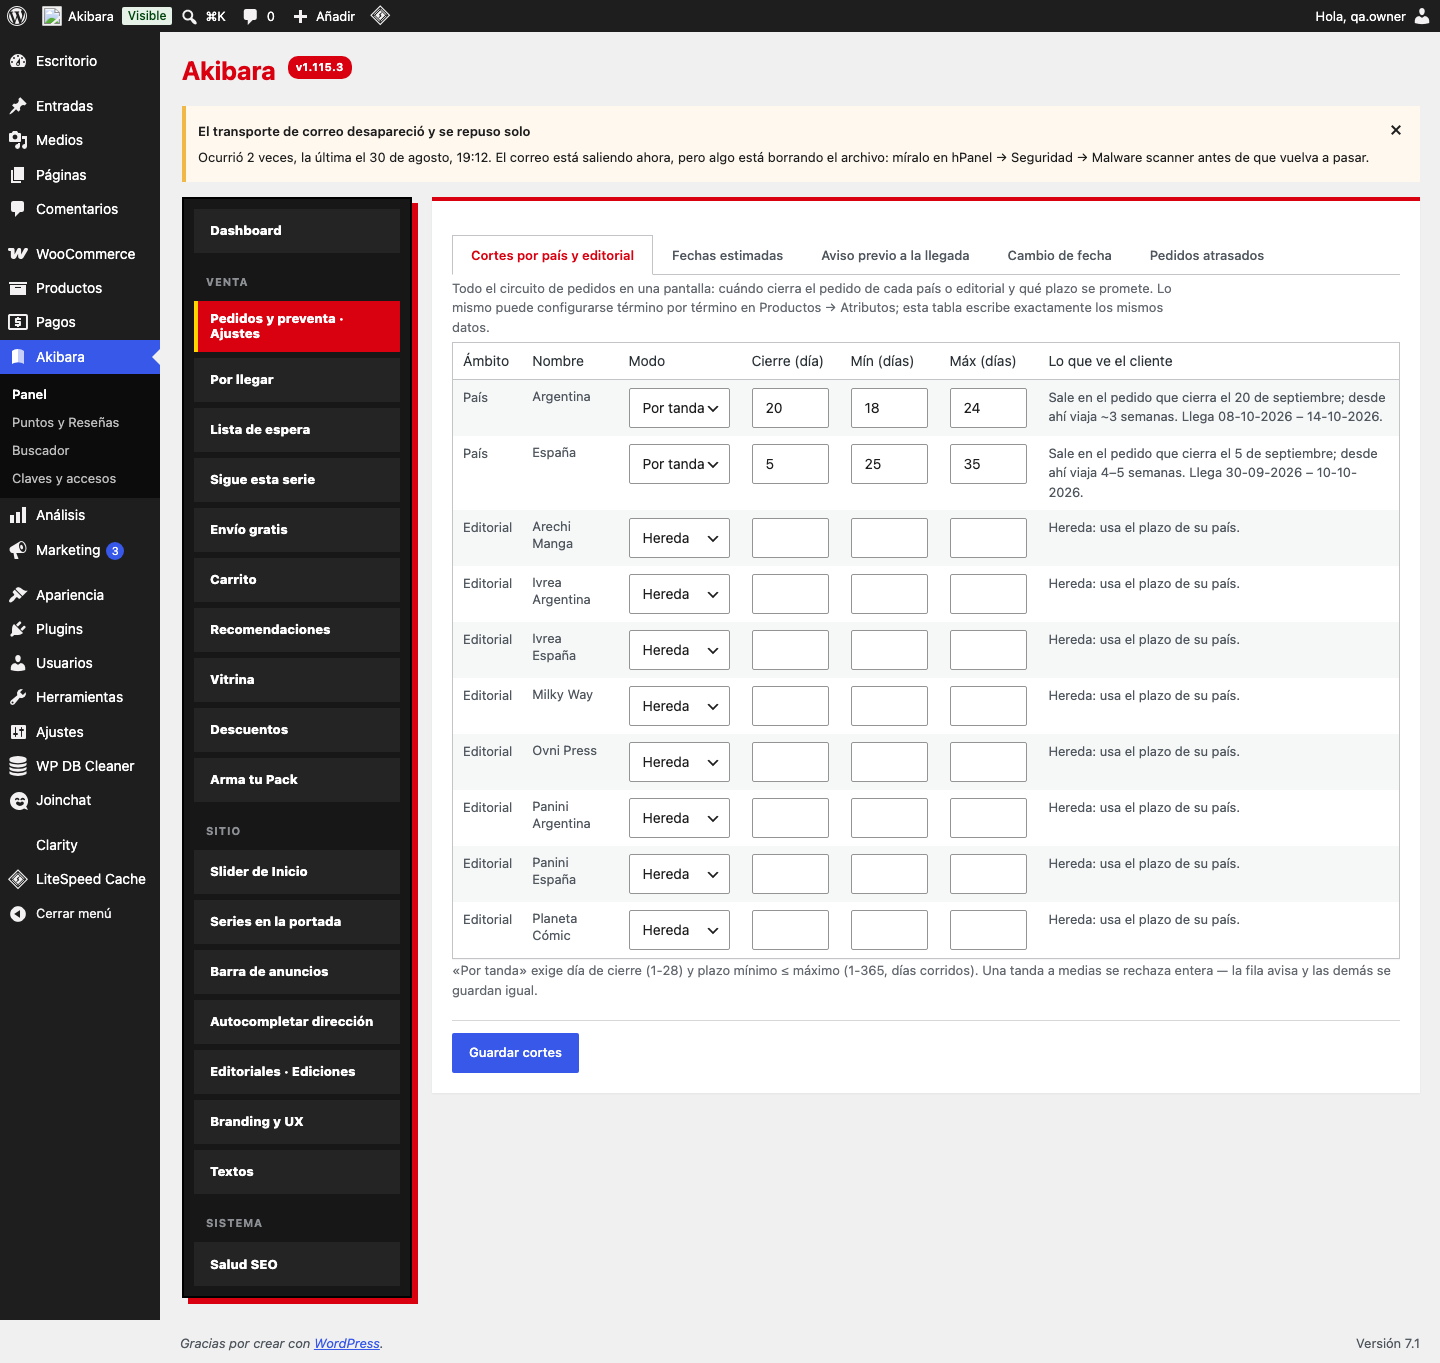 Akibara
Visible
⌘K
0
Añadir
Hola, qa.owner
Escritorio
Entradas
Medios
Páginas
Comentarios
WooCommerce
Productos
Pagos
Akibara
Panel
Puntos y Reseñas
Buscador
Claves y accesos
Análisis
Marketing 3
Apariencia
Plugins
Usuarios
Herramientas
Ajustes
WP DB Cleaner
Joinchat
Clarity
LiteSpeed Cache
Cerrar menú
Akibara v1.115.3
El transporte de correo desapareció y se repuso solo
Ocurrió 2 veces, la última el 30 de agosto, 19:12. El correo está saliendo ahora, pero algo está borrando el archivo: míralo en hPanel → Seguridad → Malware scanner antes de que vuelva a pasar.
Dashboard
VENTA
Pedidos y preventa ·
Ajustes
Por llegar
Lista de espera
Sigue esta serie
Envío gratis
Carrito
Recomendaciones
Vitrina
Descuentos
Arma tu Pack
SITIO
Slider de Inicio
Series en la portada
Barra de anuncios
Autocompletar dirección
Editoriales · Ediciones
Branding y UX
Textos
SISTEMA
Salud SEO
Cortes por país y editorial
Fechas estimadas
Aviso previo a la llegada
Cambio de fecha
Pedidos atrasados
Todo el circuito de pedidos en una pantalla: cuándo cierra el pedido de cada país o editorial y qué plazo se promete. Lo
mismo puede configurarse término por término en Productos → Atributos; esta tabla escribe exactamente los mismos
datos.
Ámbito Nombre Modo Cierre (día) Mín (días) Máx (días) Lo que ve el cliente
País Argentina Por tanda 20 18 24 Sale en el pedido que cierra el 20 de septiembre; desde
ahí viaja ~3 semanas. Llega 08-10-2026 – 14-10-2026.
País España Por tanda 5 25 35 Sale en el pedido que cierra el 5 de septiembre; desde
ahí viaja 4–5 semanas. Llega 30-09-2026 – 10-10-
2026.
Editorial Arechi Hereda Hereda: usa el plazo de su país.
Manga
Editorial Ivrea Hereda Hereda: usa el plazo de su país.
Argentina
Editorial Ivrea Hereda Hereda: usa el plazo de su país.
España
Editorial Milky Way Hereda Hereda: usa el plazo de su país.
Editorial Ovni Press Hereda Hereda: usa el plazo de su país.
Editorial Panini Hereda Hereda: usa el plazo de su país.
Argentina
Editorial Panini Hereda Hereda: usa el plazo de su país.
España
Editorial Planeta Hereda Hereda: usa el plazo de su país.
Cómic
«Por tanda» exige día de cierre (1-28) y plazo mínimo ≤ máximo (1-365, días corridos). Una tanda a medias se rechaza entera — la fila avisa y las demás se
guardan igual.
Guardar cortes
Gracias por crear con WordPress.
Versión 7.1